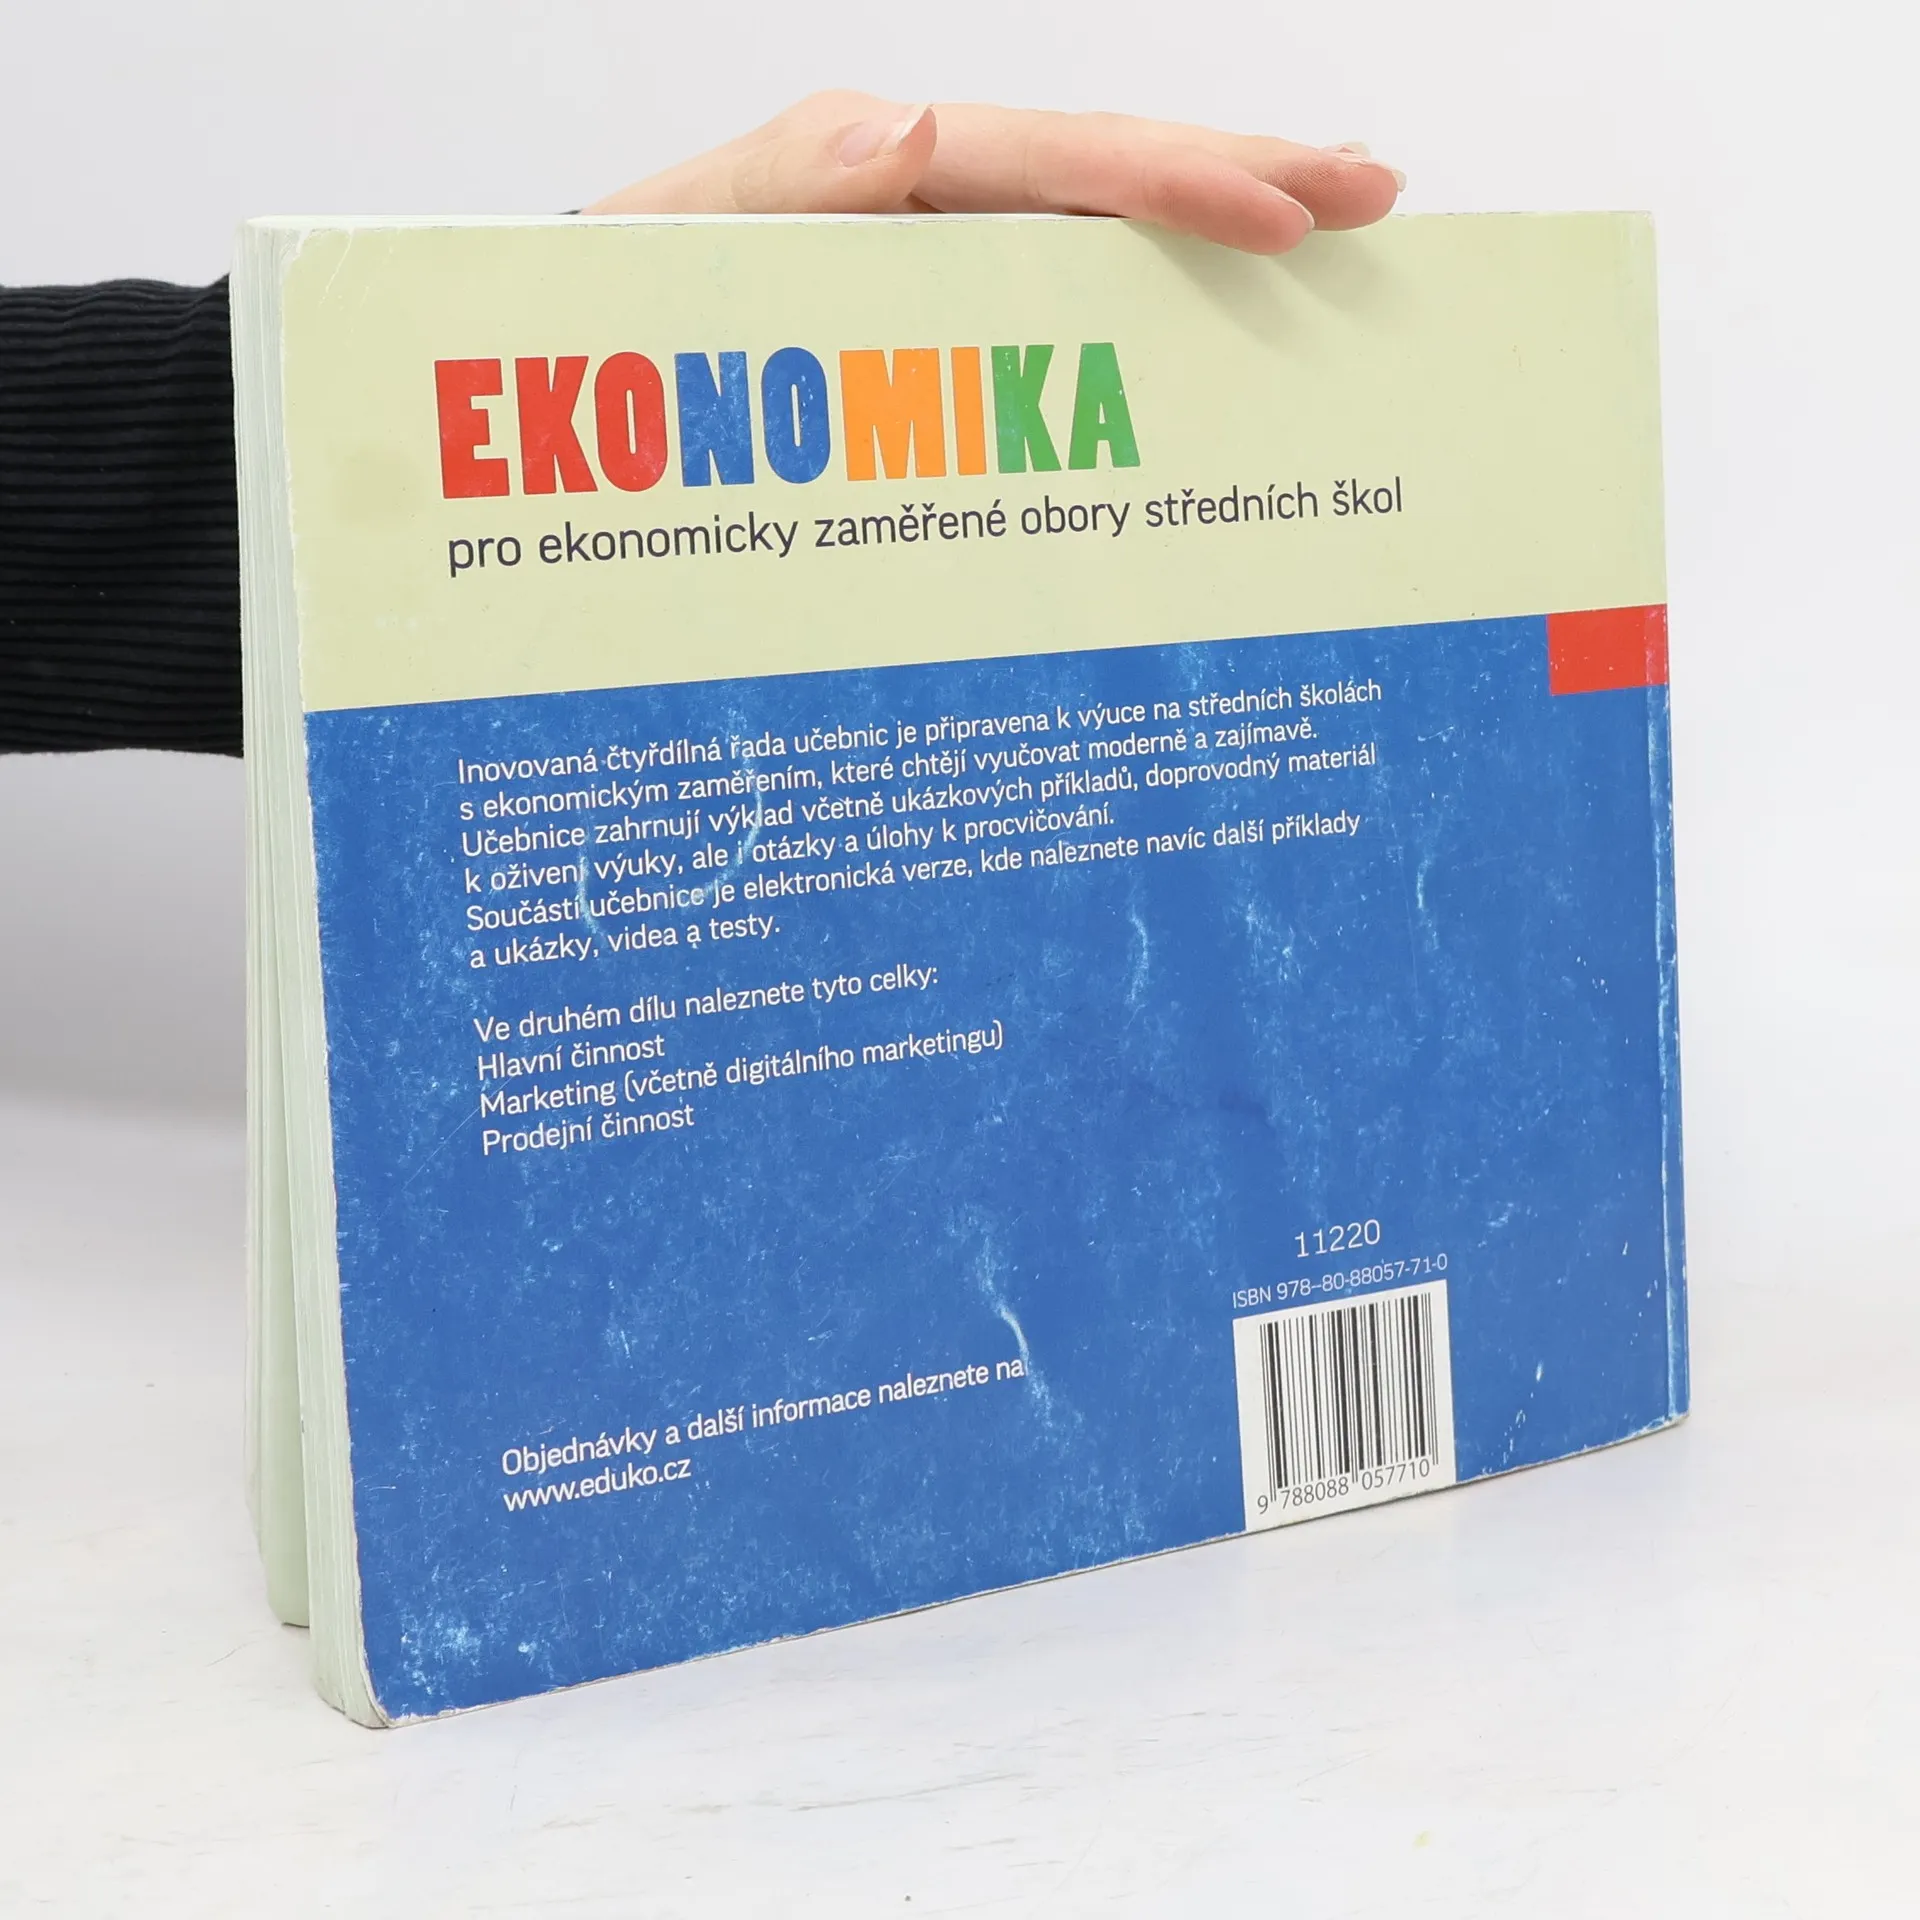 EKONOMIKA
pro ekonomicky zaměřené obory středních škol
Inovovaná čtyřdílná řada učebnic je připravena k výuce na středních školách
s ekonomickým zaměřením, které chtějí vyučovat moderně a zajímavě.
Učebnice zahrnují výklad včetně ukázkových příkladů, doprovodný materiál
k oživení výuky, ale i otázky a úlohy k procvičování.
Součástí učebnice je elektronická verze, kde naleznete navíc další příklady
a ukázky, videa a testy.
Ve druhém dílu naleznete tyto celky:
Hlavní činnost
Marketing (včetně digitálního marketingu)
Prodejní činnost
11220
ISBN 978–80-88057-71-0
9 788088 057710
Objednávky a další informace naleznete na
www.eduko.cz